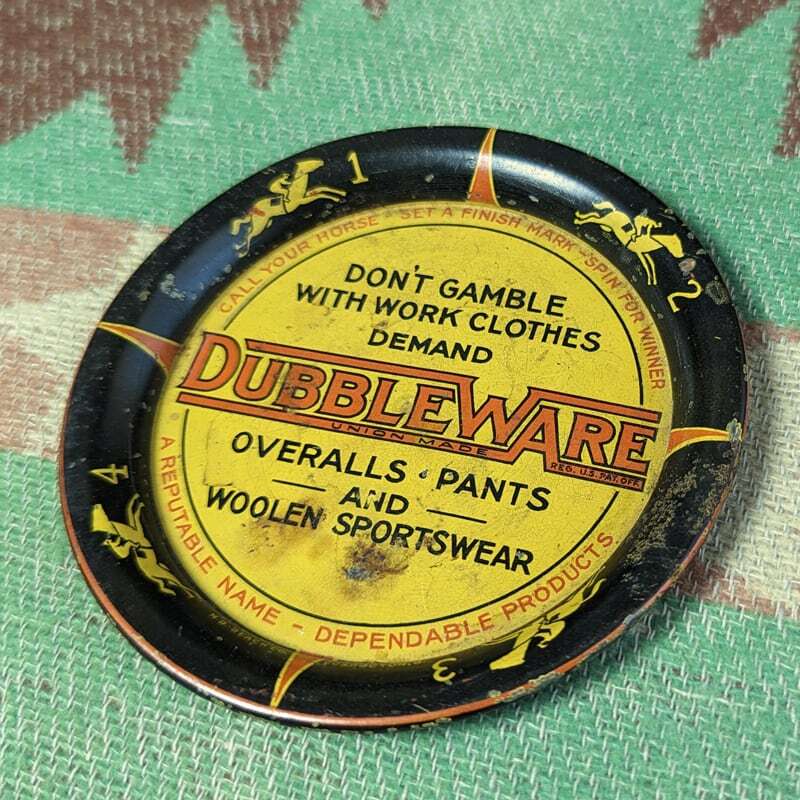 1
2
3
4
CALL YOUR HORSE - SET A FINISH MARK - SPIN FOR WINNER
DON'T GAMBLE
WITH WORK CLOTHES
DEMAND
DUBBLEWARE
UNION MADE
REG. U.S. PAT. OFF.
OVERALLS · PANTS
AND
WOOLEN SPORTSWEAR
A REPUTABLE NAME - DEPENDABLE PRODUCTS